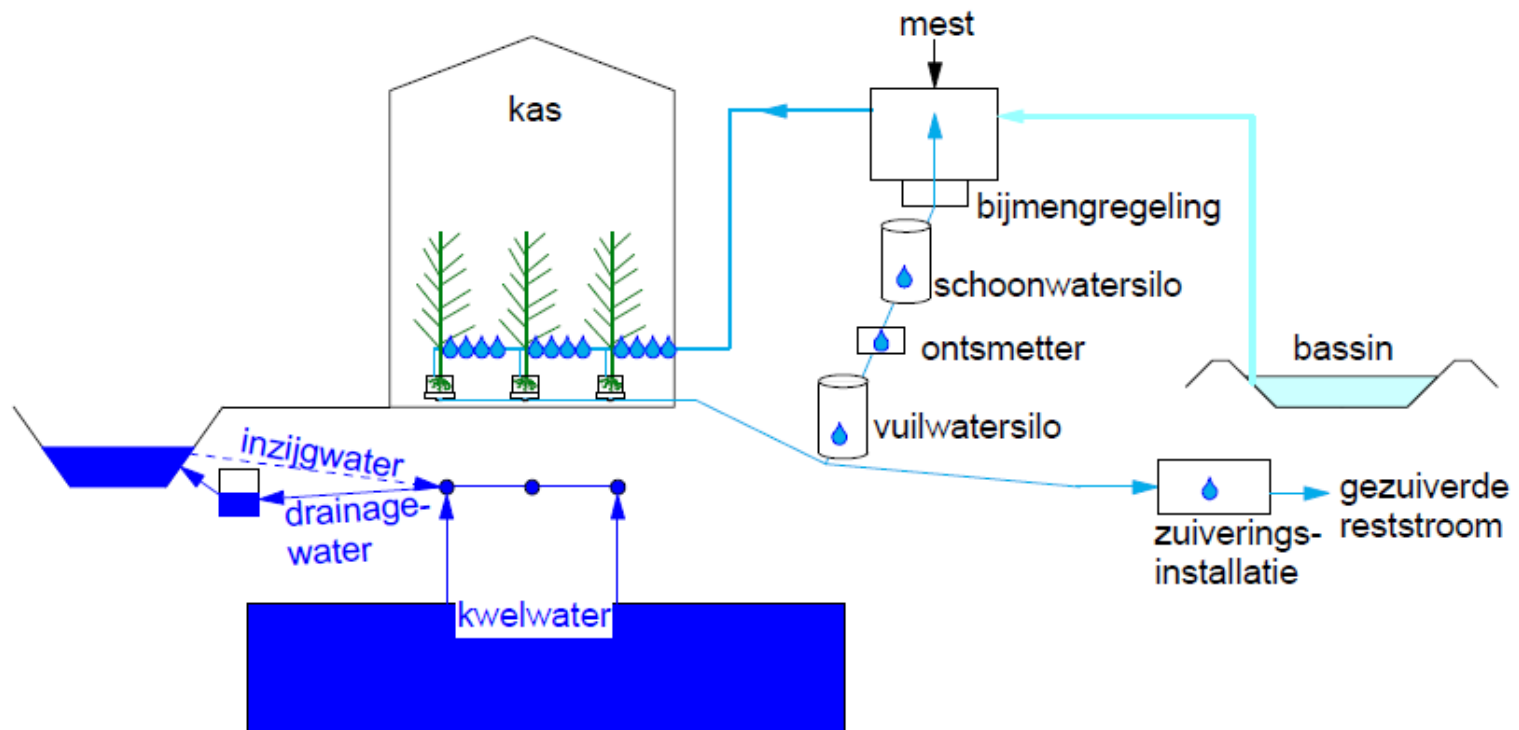 mest
kas
bijmengregeling
schoonwatersilo
ontsmetter
bassin
vuilwatersilo
inzijgwater
drainage-
water
gezuiverde
reststroom
zuiverings-
installatie
kwelwater